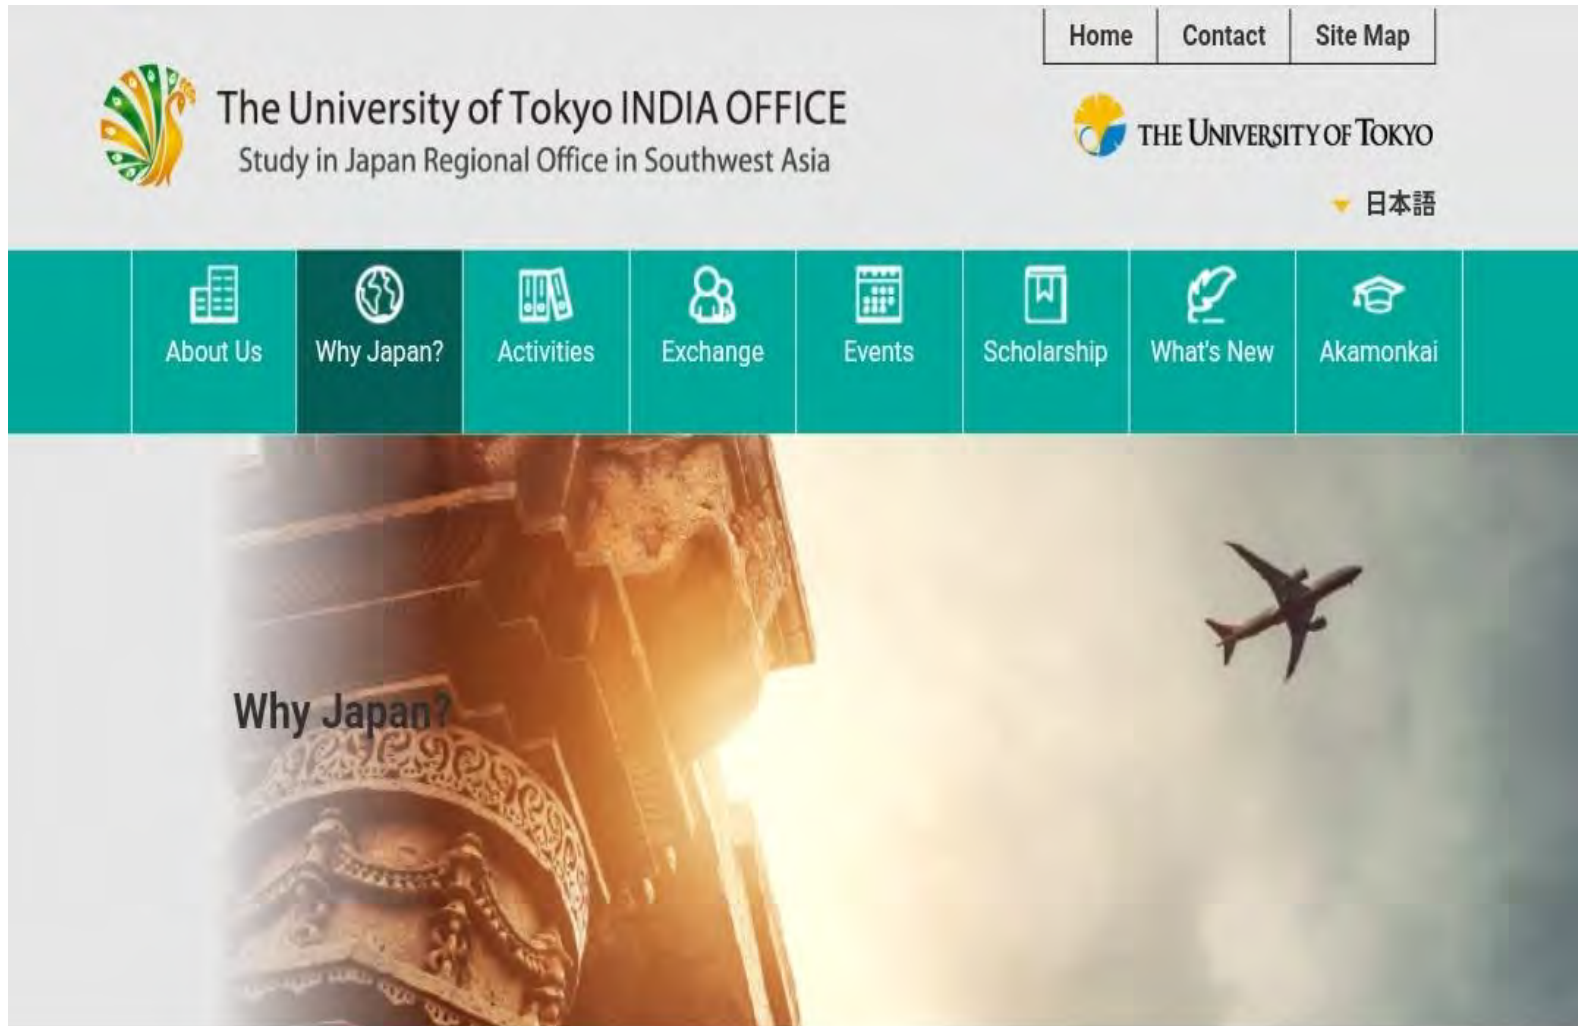 Home Contact Site Map
The University of Tokyo INDIA OFFICE
Study in Japan Regional Office in Southwest Asia
THE UNIVERSITY OF TOKYO
日本語
About Us Why Japan? Activities Exchange Events Scholarship What's New Akamonkai
Why Japan?